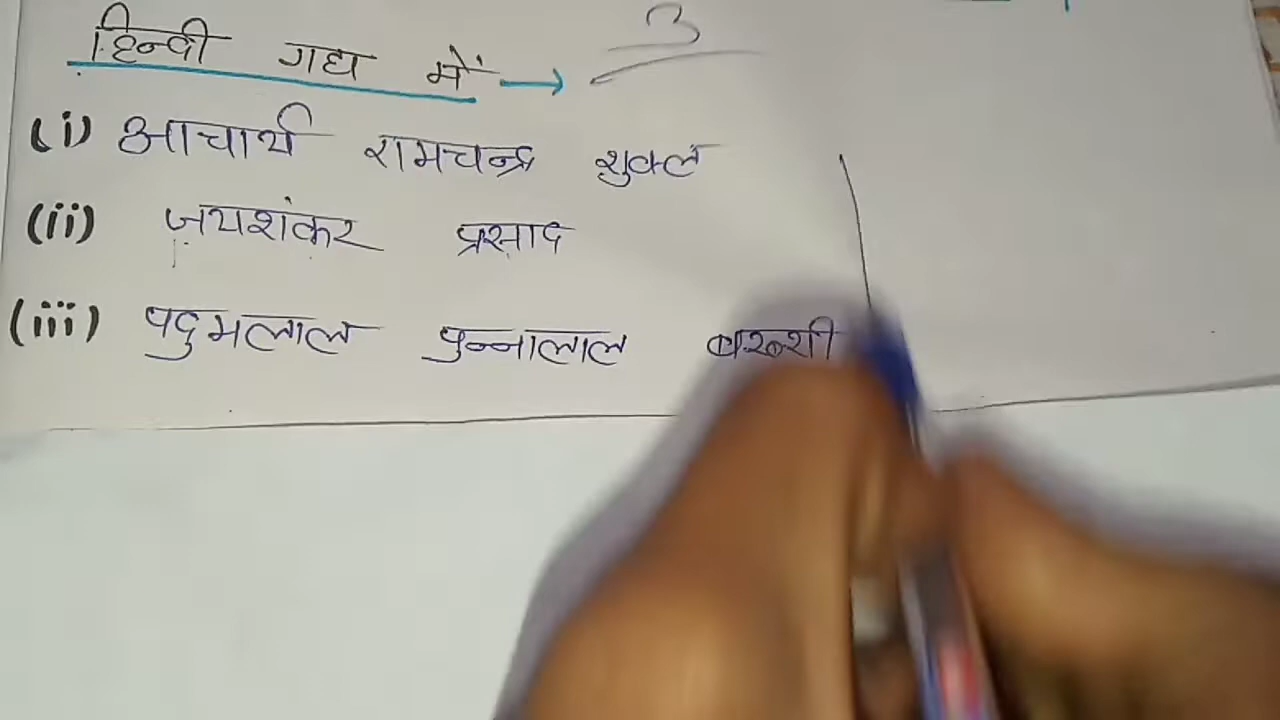 हिन्दी गद्य में → 3
(i) आचार्य रामचन्द्र शुक्ल
(ii) जयशंकर प्रसाद
(iii) पदुमलाल पुन्नालाल बख्शी